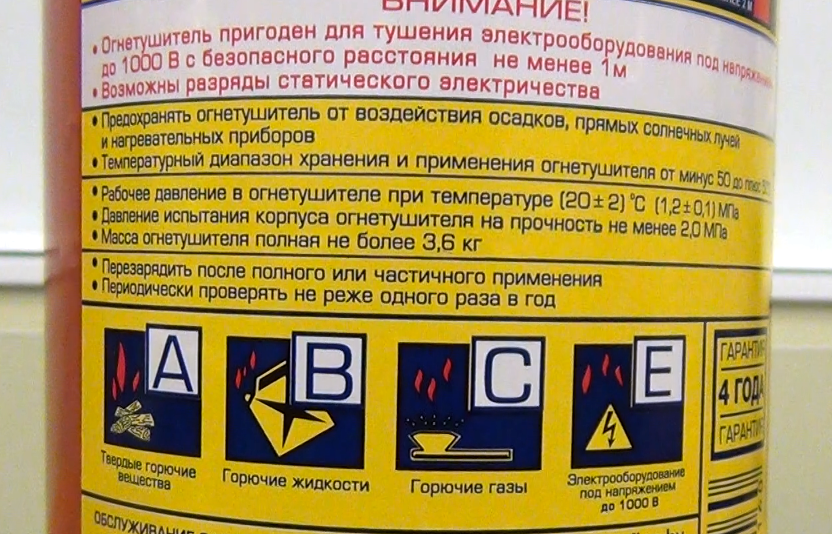 ВНИМАНИЕ!
• Огнетушитель пригоден для тушения электрооборудования под напряжением
до 1000 В с безопасного расстояния не менее 1м
• Возможны разряды статического электричества
• Предохранять огнетушитель от воздействия осадков, прямых солнечных лучей
и нагревательных приборов
• Температурный диапазон хранения и применения огнетушителя от минус 50 до плюс
• Рабочее давление в огнетушителе при температуре (20±2) °С (1,2±0,1) МПа
• Давление испытания корпуса огнетушителя на прочность не менее 2,0 МПа
• Масса огнетушителя полная не более 3,6 кг
• Перезарядить после полного или частичного применения
• Периодически проверять не реже одного раза в год
A B C E
Твердые горючие
вещества
Горючие жидкости
Горючие газы
Электрооборудование
под напряжением
до 1000 В
ГАРАНТИЯ
4 ГОДА
ГАРАНТИЯ
ОБСЛУЖИВАНИЕ